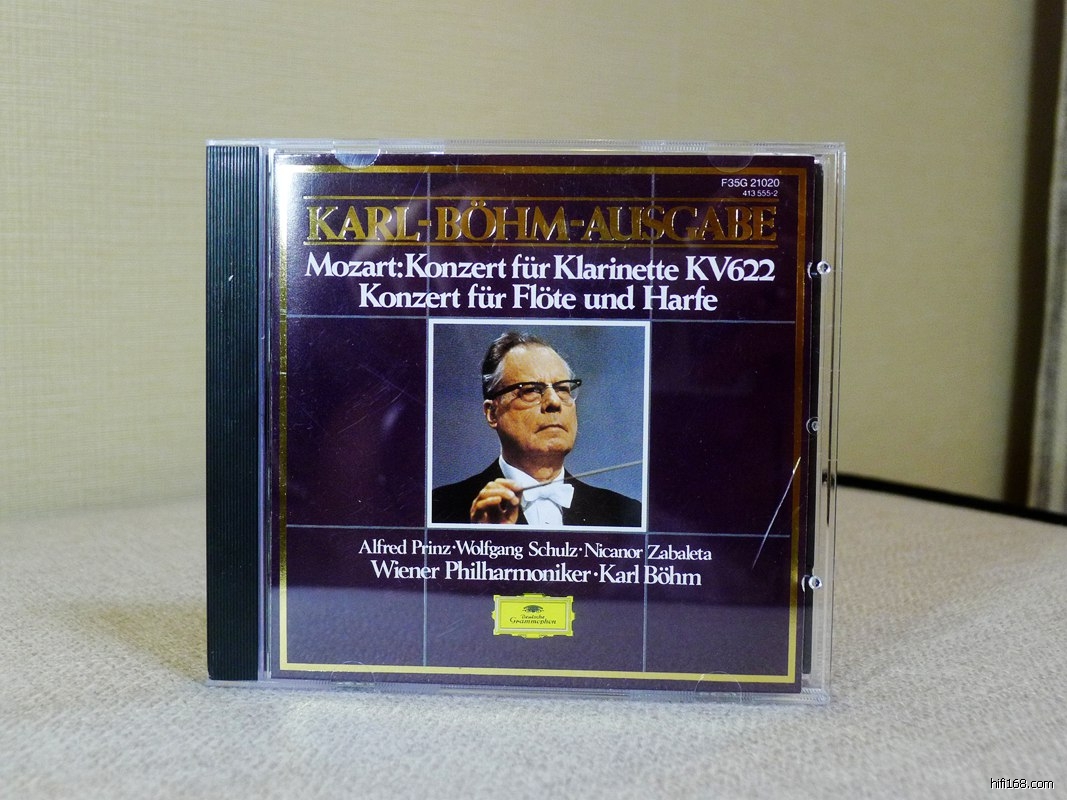 F35G 21020
413 555-2
KARL-BÖHM-AUSGABE
Mozart: Konzert für Klarinette KV622
Konzert für Flöte und Harfe
Alfred Prinz · Wolfgang Schulz · Nicanor Zabaleta
Wiener Philharmoniker · Karl Böhm
Deutsche
Grammophon
hifi168.com